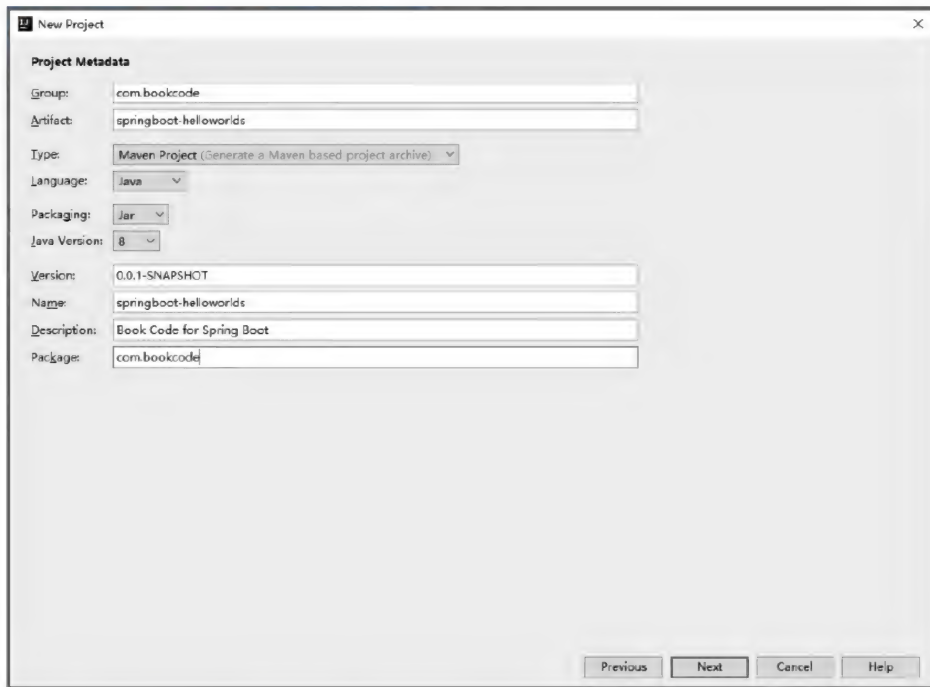 New Project
Project Metadata
Group: com.bookcode
Artifact: springboot-helloworlds
Type: Maven Project (Generate a Maven based project archive)
Language: Java
Packaging: Jar
Java Version: 8
Version: 0.0.1-SNAPSHOT
Name: springboot-helloworlds
Description: Book Code for Spring Boot
Package: com.bookcode
Previous Next Cancel Help